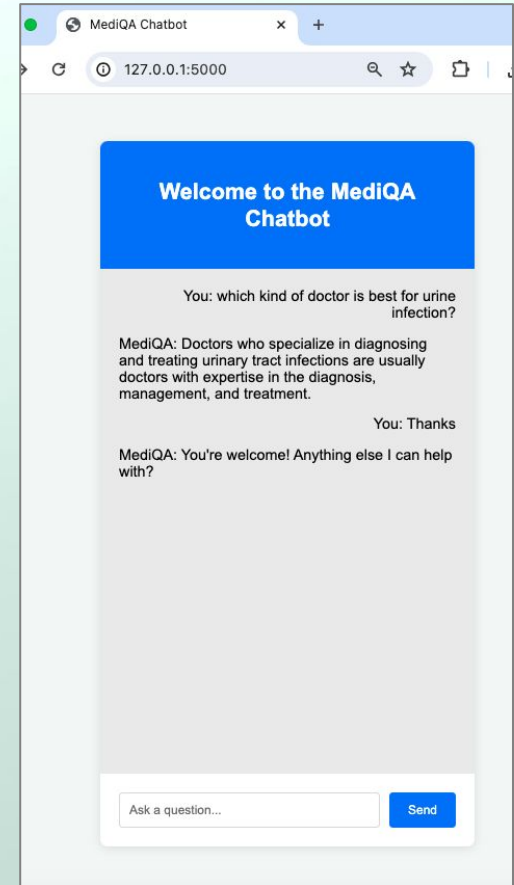 MediQA Chatbot
127.0.0.1:5000
Welcome to the MediQA
Chatbot
You: which kind of doctor is best for urine
infection?
MediQA: Doctors who specialize in diagnosing
and treating urinary tract infections are usually
doctors with expertise in the diagnosis,
management, and treatment.
You: Thanks
MediQA: You're welcome! Anything else I can help
with?
Ask a question...
Send